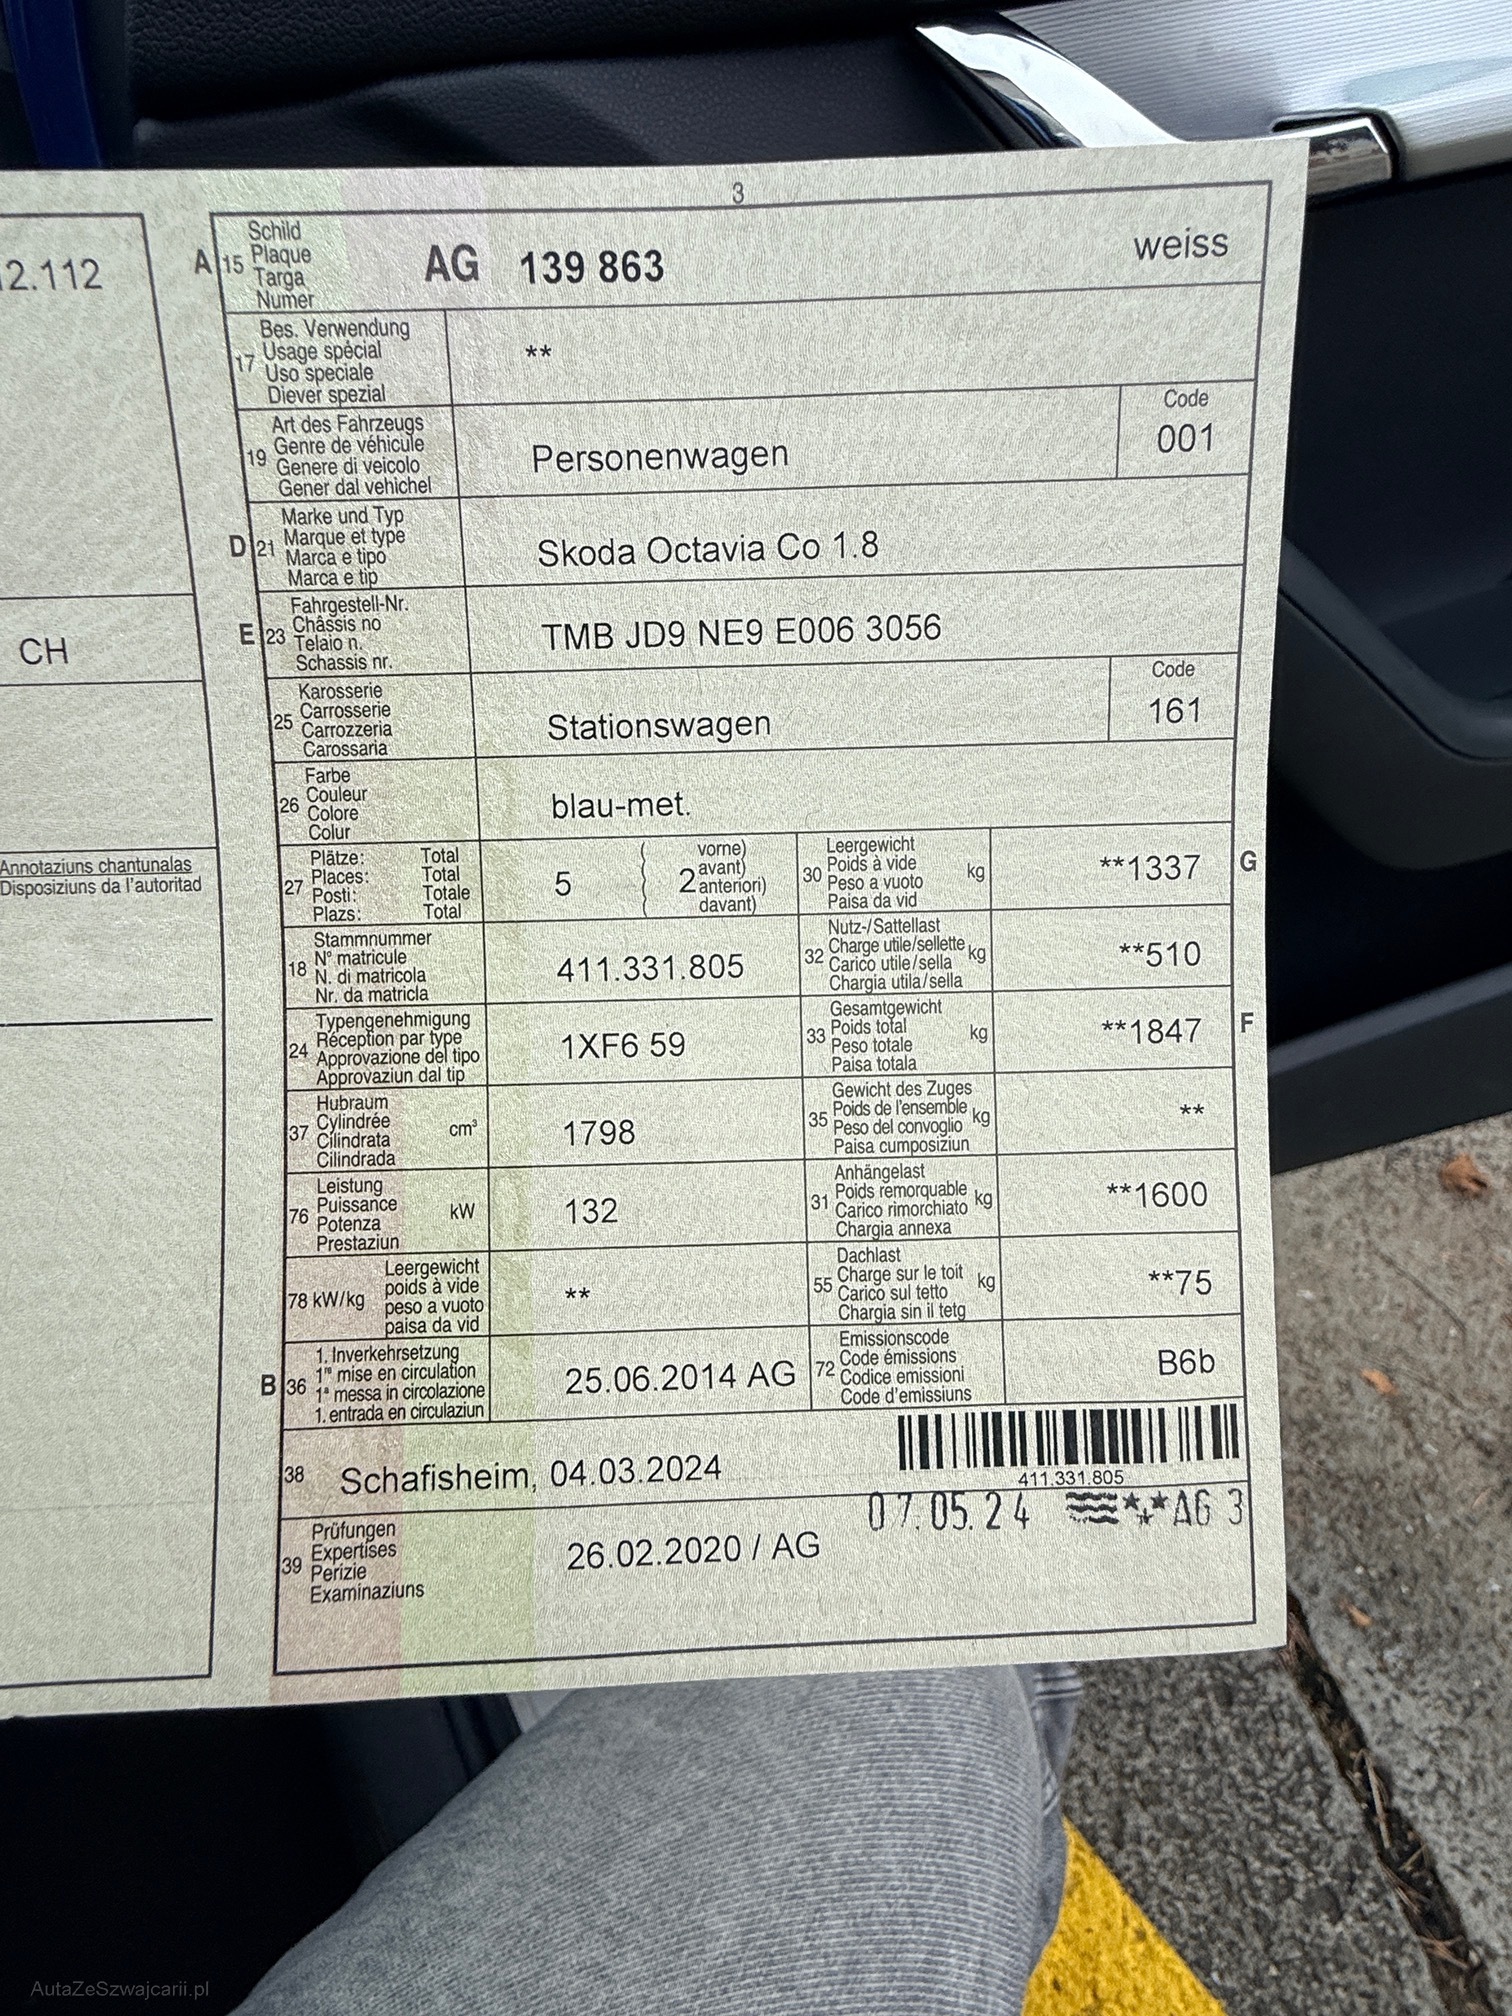 3
A 15 Schild Plaque Targa Numer AG 139 863 weiss
12.112
17 Bes. Verwendung Usage spécial Uso speciale Diever spezial **
19 Art des Fahrzeugs Genre de véhicule Genere di veicolo Gener dal vehichel Personenwagen Code 001
D 21 Marke und Typ Marque et type Marca e tipo Marca e tip Skoda Octavia Co 1.8
E 23 Fahrgestell-Nr. Châssis no Telaio n. Schassis nr. TMB JD9 NE9 E006 3056
CH
25 Karosserie Carrosserie Carrozzeria Carossaria Stationswagen Code 161
26 Farbe Couleur Colore Colur blau-met.
Annotaziuns chantunalas
Disposiziuns da l'autoritad
27 Plätze: Total Places: Total Posti: Totale Plazs: Total 5 ( 2 vorne) avant) anteriori) davant)
30 Leergewicht Poids à vide Peso a vuoto Paisa da vid kg **1337 G
18 Stammnummer N° matricule N. di matricola Nr. da matricla 411.331.805
32 Nutz-/Sattellast Charge utile/sellette Carico utile/sella Chargia utila/sella kg **510
24 Typengenehmigung Réception par type Approvazione del tipo Approvaziun dal tip 1XF6 59
33 Gesamtgewicht Poids total Peso totale Paisa totala kg **1847 F
37 Hubraum Cylindrée Cilindrata Cilindrada cm³ 1798
35 Gewicht des Zuges Poids de l'ensemble Peso del convoglio Paisa cumposiziun kg **
76 Leistung Puissance Potenza Prestaziun kW 132
31 Anhängelast Poids remorquable Carico rimorchiato Chargia annexa kg **1600
78 kW/kg Leergewicht poids à vide peso a vuoto paisa da vid **
55 Dachlast Charge sur le toit Carico sul tetto Chargia sin il tetg kg **75
B 36 1. Inverkehrsetzung 1re mise en circulation 1a messa in circolazione 1. entrada en circulaziun 25.06.2014 AG
72 Emissionscode Code émissions Codice emissioni Code d'emissiuns B6b
38 Schafisheim, 04.03.2024
411.331.805
07.05.24 AG 3
39 Prüfungen Expertises Perizie Examinaziuns 26.02.2020 / AG
AutaZeSzwajcarii.pl